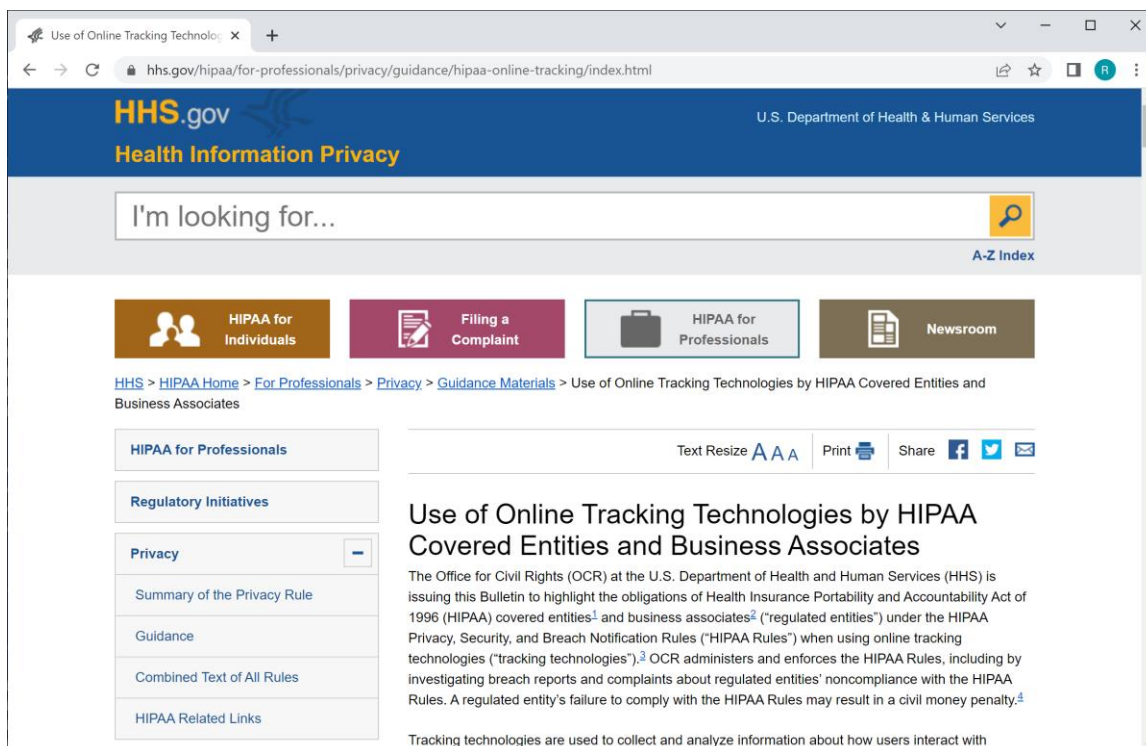 Use of Online Tracking Technolog
hhs.gov/hipaa/for-professionals/privacy/guidance/hipaa-online-tracking/index.html
R
HHS.gov
U.S. Department of Health & Human Services
Health Information Privacy
I'm looking for...
A-Z Index
HIPAA for
Individuals
Filing a
Complaint
HIPAA for
Professionals
Newsroom
HHS > HIPAA Home > For Professionals > Privacy > Guidance Materials > Use of Online Tracking Technologies by HIPAA Covered Entities and
Business Associates
HIPAA for Professionals
Regulatory Initiatives
Privacy
Summary of the Privacy Rule
Guidance
Combined Text of All Rules
HIPAA Related Links
Text Resize A A A
Print
Share
Use of Online Tracking Technologies by HIPAA
Covered Entities and Business Associates
The Office for Civil Rights (OCR) at the U.S. Department of Health and Human Services (HHS) is
issuing this Bulletin to highlight the obligations of Health Insurance Portability and Accountability Act of
1996 (HIPAA) covered entities1 and business associates2 (“regulated entities”) under the HIPAA
Privacy, Security, and Breach Notification Rules (“HIPAA Rules”) when using online tracking
technologies (“tracking technologies”).3 OCR administers and enforces the HIPAA Rules, including by
investigating breach reports and complaints about regulated entities’ noncompliance with the HIPAA
Rules. A regulated entity’s failure to comply with the HIPAA Rules may result in a civil money penalty.4
Tracking technologies are used to collect and analyze information about how users interact with